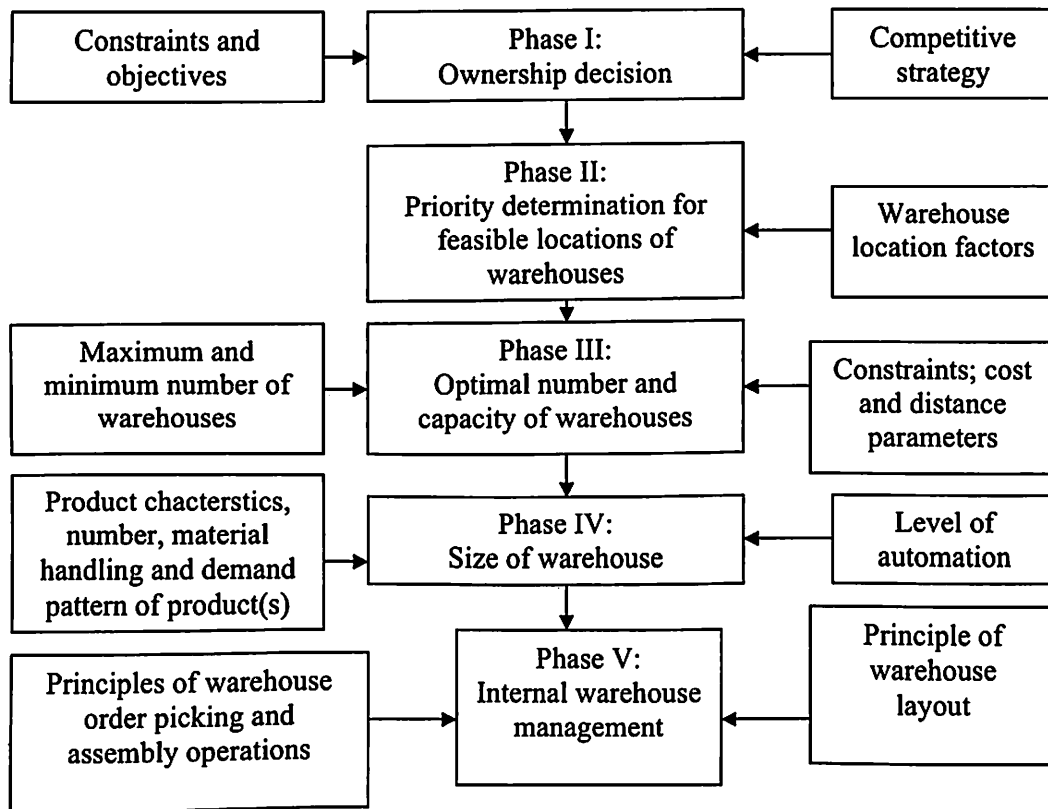 Constraints and
objectives
Phase I:
Ownership decision
Competitive
strategy
Phase II:
Priority determination for
feasible locations of
warehouses
Warehouse
location factors
Maximum and
minimum number of
warehouses
Phase III:
Optimal number and
capacity of warehouses
Constraints; cost
and distance
parameters
Product chacterstics,
number, material
handling and demand
pattern of product(s)
Phase IV:
Size of warehouse
Level of
automation
Principles of warehouse
order picking and
assembly operations
Phase V:
Internal warehouse
management
Principle of
warehouse
layout